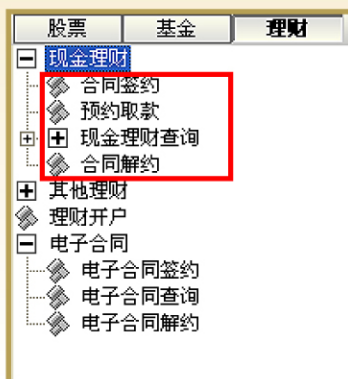 股票 基金 理财
现金理财
合同签约
预约取款
现金理财查询
合同解约
其他理财
理财开户
电子合同
电子合同签约
电子合同查询
电子合同解约